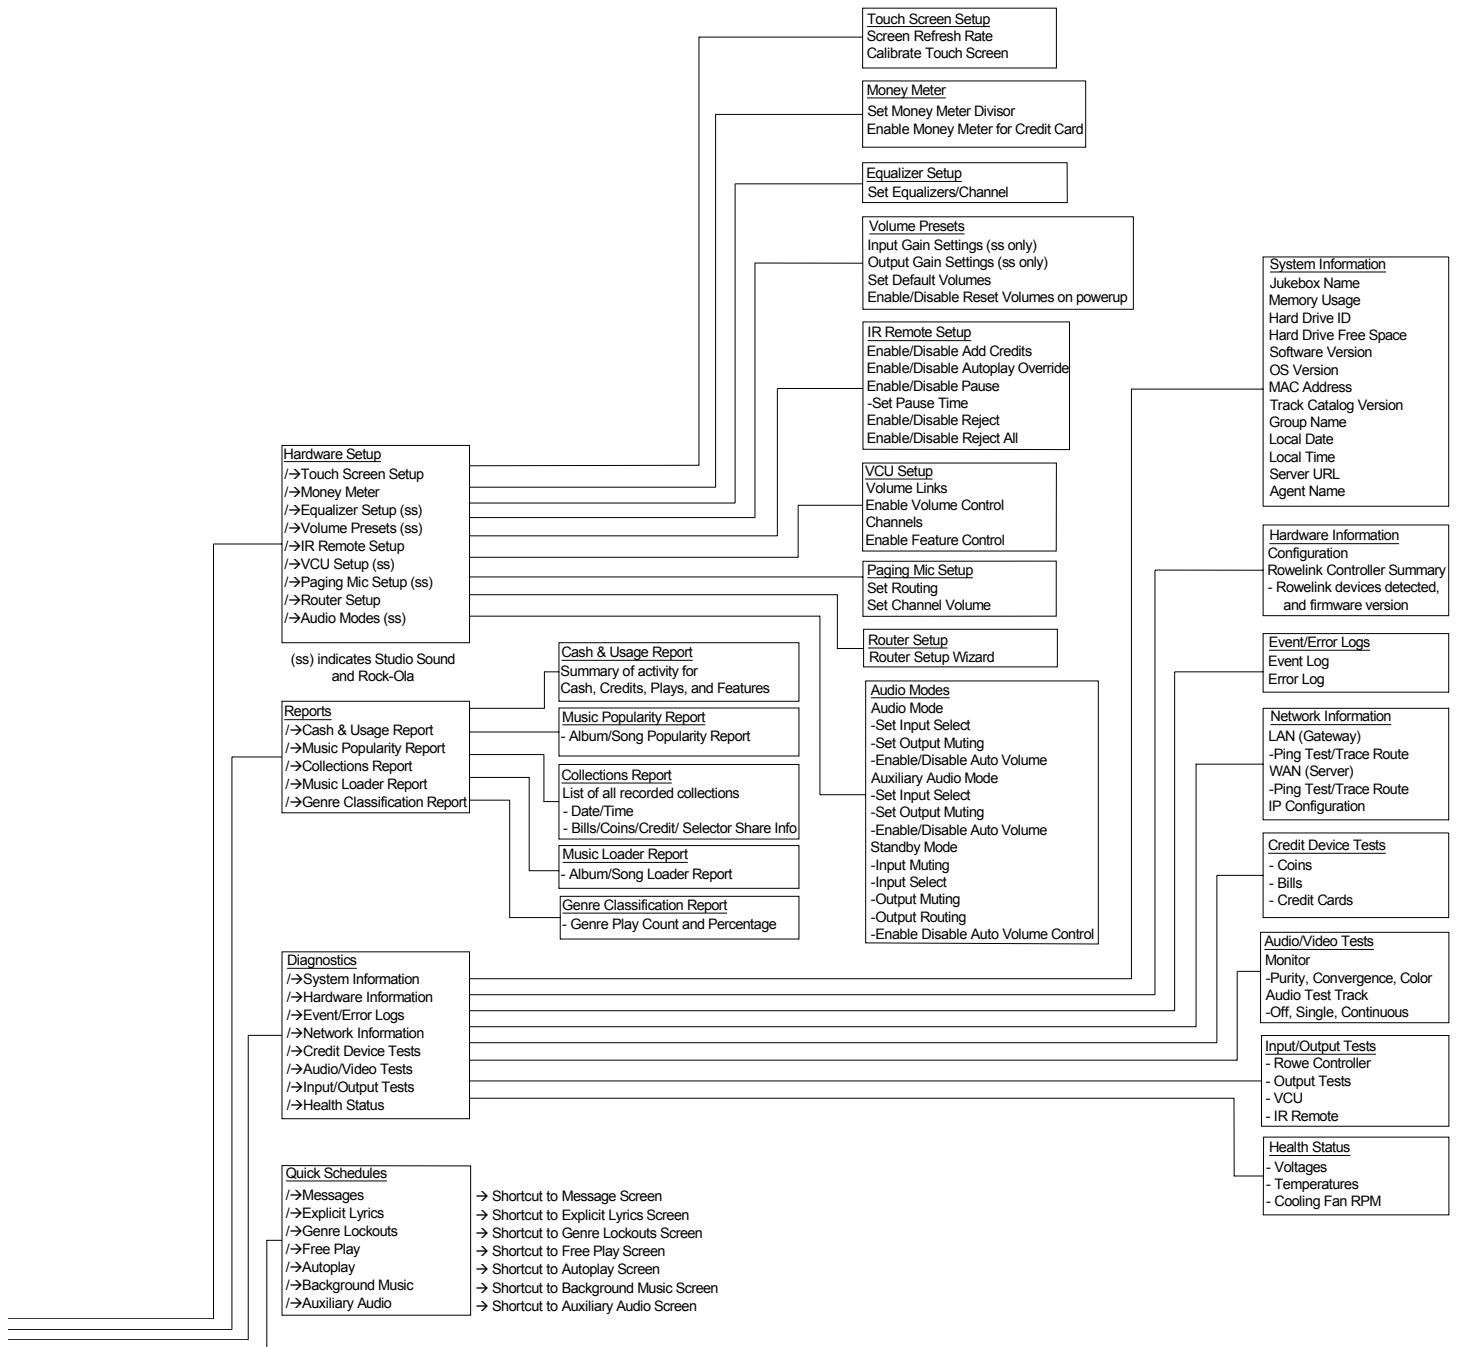 Touch Screen Setup
Screen Refresh Rate
Calibrate Touch Screen
Money Meter
Set Money Meter Divisor
Enable Money Meter for Credit Card
Equalizer Setup
Set Equalizers/Channel
Volume Presets
Input Gain Settings (ss only)
Output Gain Settings (ss only)
Set Default Volumes
Enable/Disable Reset Volumes on powerup
IR Remote Setup
Enable/Disable Add Credits
Enable/Disable Autoplay Override
Enable/Disable Pause
-Set Pause Time
Enable/Disable Reject
Enable/Disable Reject All
VCU Setup
Volume Links
Enable Volume Control
Channels
Enable Feature Control
Paging Mic Setup
Set Routing
Set Channel Volume
Router Setup
Router Setup Wizard
Audio Modes
Audio Mode
-Set Input Select
-Set Output Muting
-Enable/Disable Auto Volume
Auxiliary Audio Mode
-Set Input Select
-Set Output Muting
-Enable/Disable Auto Volume
Standby Mode
-Input Muting
-Input Select
-Output Muting
-Output Routing
-Enable Disable Auto Volume Control
System Information
Jukebox Name
Memory Usage
Hard Drive ID
Hard Drive Free Space
Software Version
OS Version
MAC Address
Track Catalog Version
Group Name
Local Date
Local Time
Server URL
Agent Name
Hardware Information
Configuration
Rowelink Controller Summary
- Rowelink devices detected,
and firmware version
Event/Error Logs
Event Log
Error Log
Network Information
LAN (Gateway)
-Ping Test/Trace Route
WAN (Server)
-Ping Test/Trace Route
IP Configuration
Credit Device Tests
- Coins
- Bills
- Credit Cards
Audio/Video Tests
Monitor
-Purity, Convergence, Color
Audio Test Track
-Off, Single, Continuous
Input/Output Tests
- Rowe Controller
- Output Tests
- VCU
- IR Remote
Health Status
- Voltages
- Temperatures
- Cooling Fan RPM
Hardware Setup
/→Touch Screen Setup
/→Money Meter
/→Equalizer Setup (ss)
/→Volume Presets (ss)
/→IR Remote Setup
/→VCU Setup (ss)
/→Paging Mic Setup (ss)
/→Router Setup
/→Audio Modes (ss)
(ss) indicates Studio Sound
and Rock-Ola
Reports
/→Cash & Usage Report
/→Music Popularity Report
/→Collections Report
/→Music Loader Report
/→Genre Classification Report
Cash & Usage Report
Summary of activity for
Cash, Credits, Plays, and Features
Music Popularity Report
- Album/Song Popularity Report
Collections Report
List of all recorded collections
- Date/Time
- Bills/Coins/Credit/ Selector Share Info
Music Loader Report
- Album/Song Loader Report
Genre Classification Report
- Genre Play Count and Percentage
Diagnostics
/→System Information
/→Hardware Information
/→Event/Error Logs
/→Network Information
/→Credit Device Tests
/→Audio/Video Tests
/→Input/Output Tests
/→Health Status
Quick Schedules
/→Messages
/→Explicit Lyrics
/→Genre Lockouts
/→Free Play
/→Autoplay
/→Background Music
/→Auxiliary Audio
→ Shortcut to Message Screen
→ Shortcut to Explicit Lyrics Screen
→ Shortcut to Genre Lockouts Screen
→ Shortcut to Free Play Screen
→ Shortcut to Autoplay Screen
→ Shortcut to Background Music Screen
→ Shortcut to Auxiliary Audio Screen